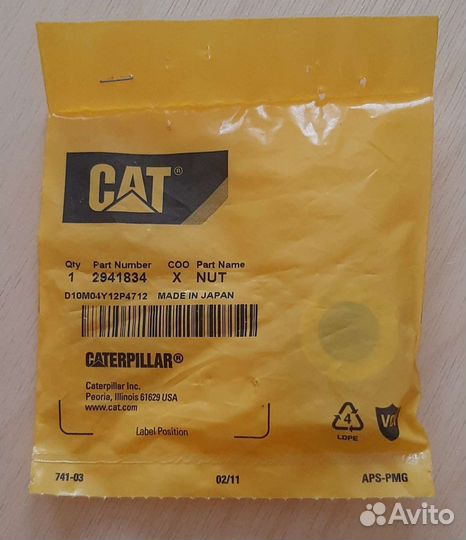 CAT®
Qty Part Number COO Part Name
1 2941834 X NUT
D10M04Y12P4712 MADE IN JAPAN
CATERPILLAR®
Caterpillar Inc.
Peoria, Illinois 61629 USA
www.cat.com
Label Position
4
LDPE
VCI
741-03 02/11 APS-PMG
Avito